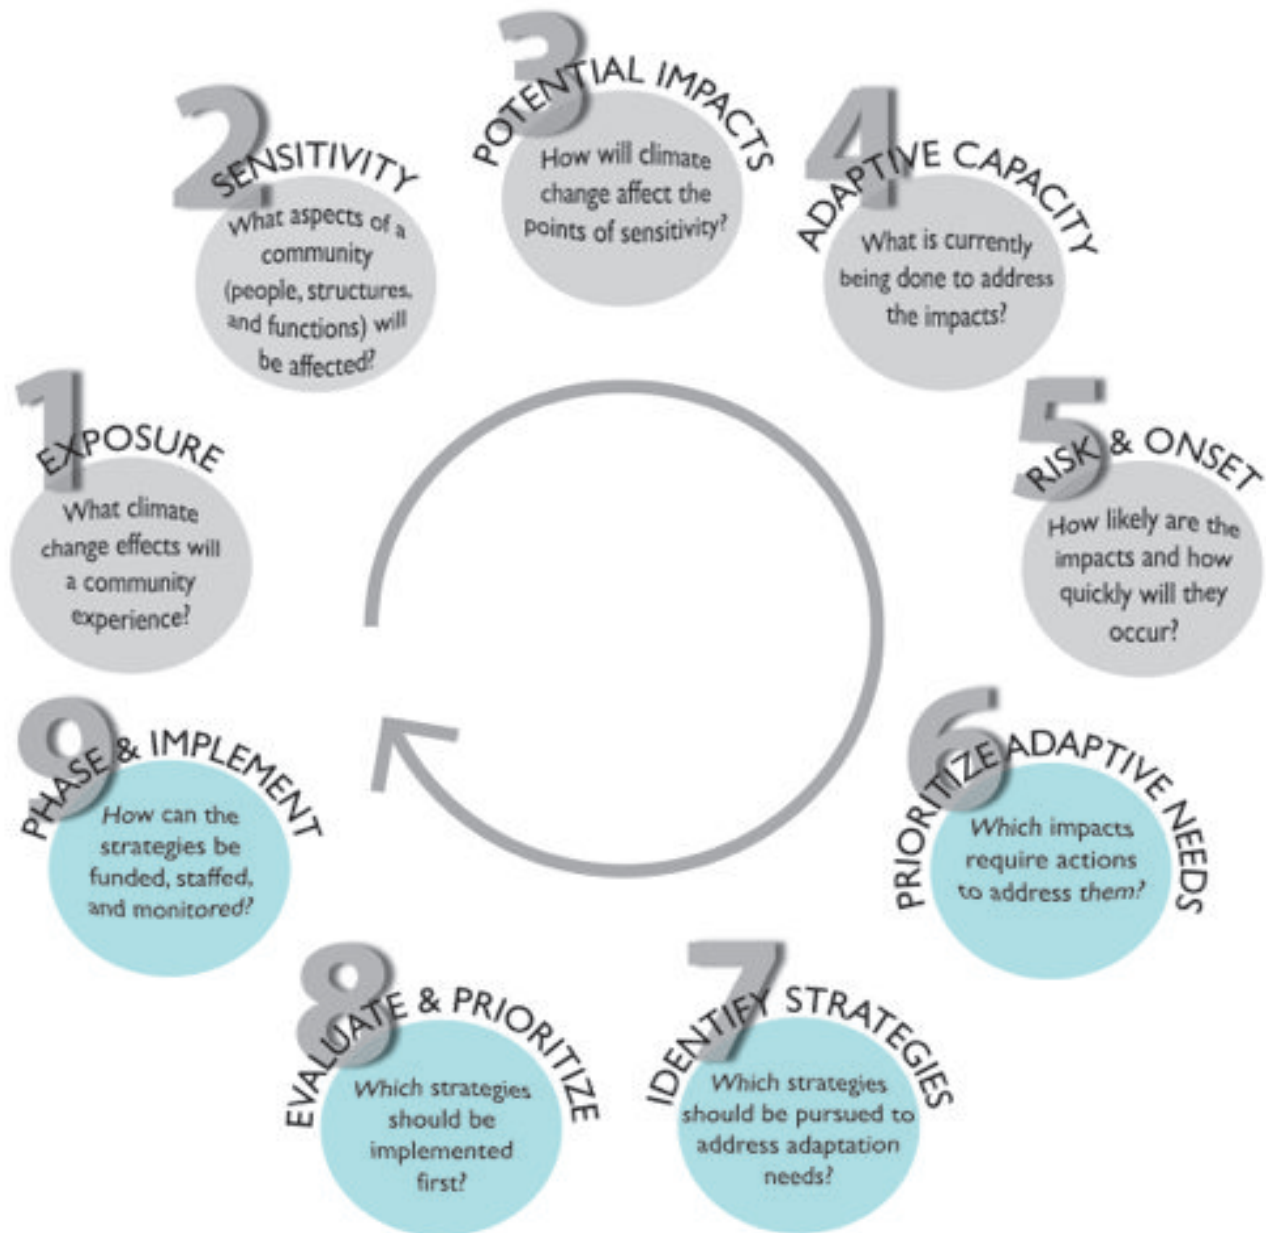 1
EXPOSURE
What climate
change effects will
a community
experience?
2
SENSITIVITY
What aspects of a
community
(people, structures,
and functions) will
be affected?
3
POTENTIAL IMPACTS
How will climate
change affect the
points of sensitivity?
4
ADAPTIVE CAPACITY
What is currently
being done to address
the impacts?
5
RISK & ONSET
How likely are the
impacts and how
quickly will they
occur?
6
PRIORITIZE ADAPTIVE NEEDS
Which impacts
require actions
to address them?
7
IDENTIFY STRATEGIES
Which strategies
should be pursued to
address adaptation
needs?
8
EVALUATE & PRIORITIZE
Which strategies
should be
implemented
first?
9
PHASE & IMPLEMENT
How can the
strategies be
funded, staffed,
and monitored?